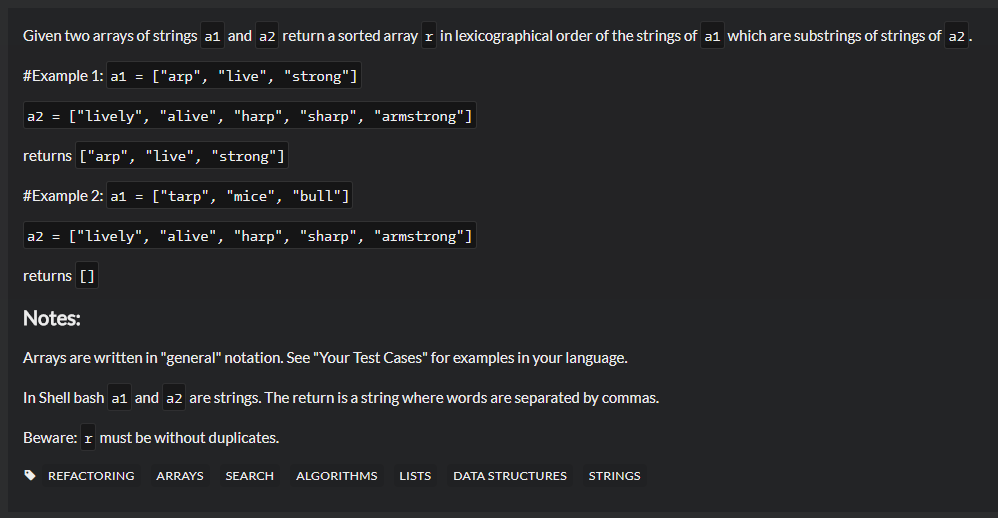 Given two arrays of strings a1 and a2 return a sorted array r in lexicographical order of the strings of a1 which are substrings of strings of a2.
#Example 1: a1 = ["arp", "live", "strong"]
a2 = ["lively", "alive", "harp", "sharp", "armstrong"]
returns ["arp", "live", "strong"]
#Example 2: a1 = ["tarp", "mice", "bull"]
a2 = ["lively", "alive", "harp", "sharp", "armstrong"]
returns []
Notes:
Arrays are written in "general" notation. See "Your Test Cases" for examples in your language.
In Shell bash a1 and a2 are strings. The return is a string where words are separated by commas.
Beware: r must be without duplicates.
REFACTORING ARRAYS SEARCH ALGORITHMS LISTS DATA STRUCTURES STRINGS